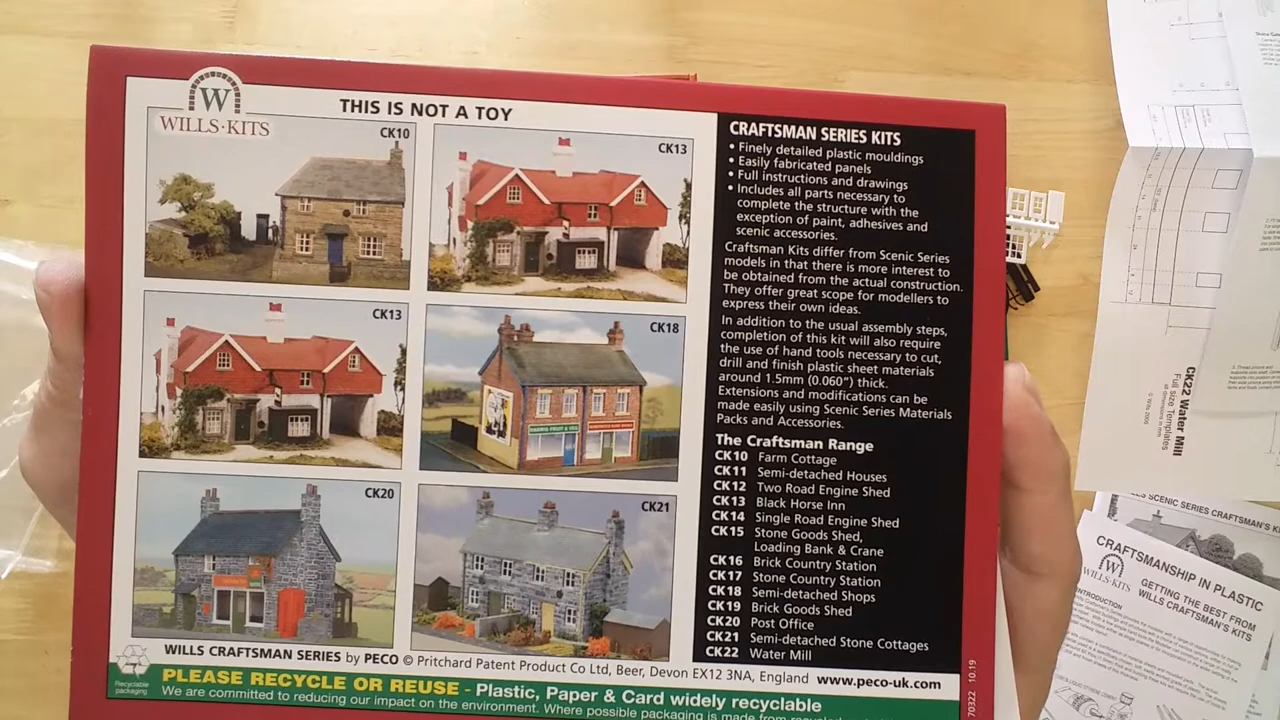 THIS IS NOT A TOY
W
WILLS·KITS
CK10
CK13
CK13
CK18
CK20
CK21
WILLS CRAFTSMAN SERIES by PECO © Pritchard Patent Product Co Ltd, Beer, Devon EX12 3NA, England www.peco-uk.com
Recyclable
packaging
PLEASE RECYCLE OR REUSE - Plastic, Paper & Card widely recyclable
We are committed to reducing our impact on the environment. Where possible packaging is made from
CRAFTSMAN SERIES KITS
• Finely detailed plastic mouldings
• Easily fabricated panels
• Full instructions and drawings
• Includes all parts necessary to
complete the structure with the
exception of paint, adhesives and
scenic accessories.
Craftsman Kits differ from Scenic Series
models in that there is more interest to
be obtained from the actual construction.
They offer great scope for modellers to
express their own ideas.
In addition to the usual assembly steps,
completion of this kit will also require
the use of hand tools necessary to cut,
drill and finish plastic sheet materials
around 1.5mm (0.060") thick.
Extensions and modifications can be
made easily using Scenic Series Materials
Packs and Accessories.
The Craftsman Range
CK10 Farm Cottage
CK11 Semi-detached Houses
CK12 Two Road Engine Shed
CK13 Black Horse Inn
CK14 Single Road Engine Shed
CK15 Stone Goods Shed,
Loading Bank & Crane
CK16 Brick Country Station
CK17 Stone Country Station
CK18 Semi-detached Shops
CK19 Brick Goods Shed
CK20 Post Office
CK21 Semi-detached Stone Cottages
CK22 Water Mill
70322 10.19
CK22 Water Mill
Full size Templates
all dimensions in mm
© Wills 2005
SCENIC SERIES CRAFTSMAN'S
CRAFTSMANSHIP IN PLASTIC
WILLS·KITS
GETTING THE BEST FROM
WILLS CRAFTSMAN'S KITS
INTRODUCTION